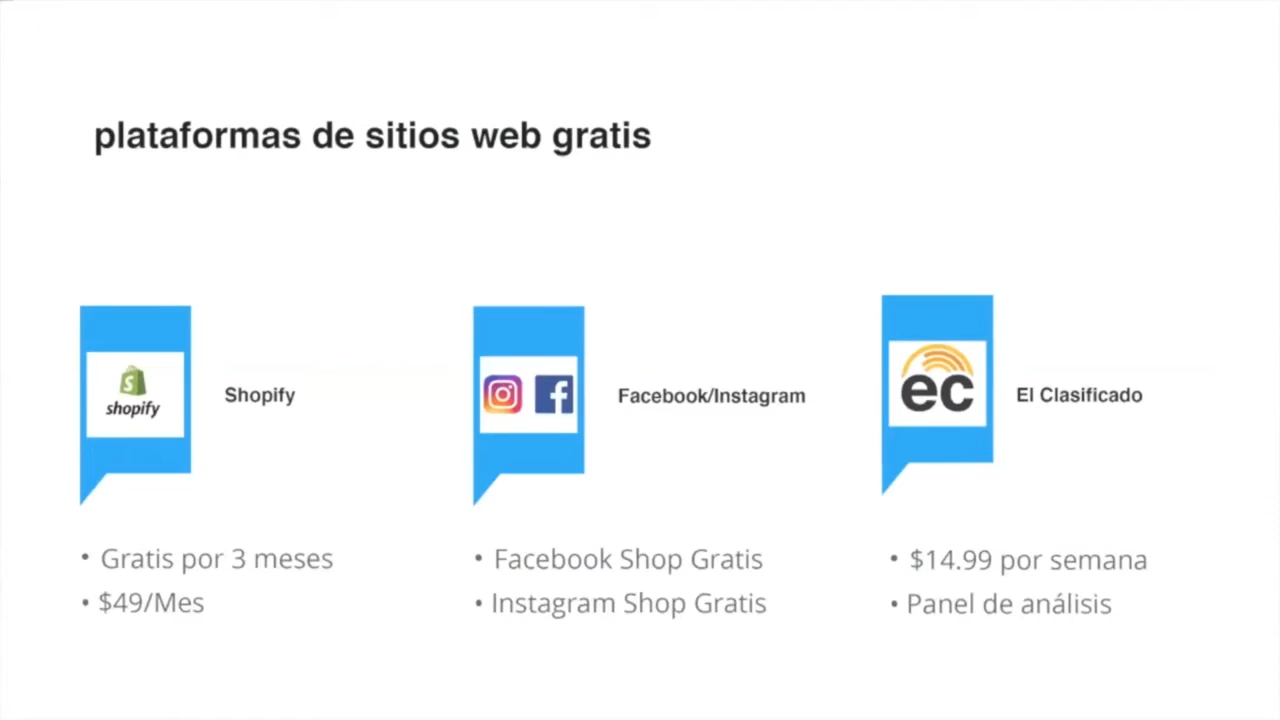 plataformas de sitios web gratis
S
shopify
Shopify
• Gratis por 3 meses
• $49/Mes
f
Facebook/Instagram
• Facebook Shop Gratis
• Instagram Shop Gratis
ec
El Clasificado
• $14.99 por semana
• Panel de análisis